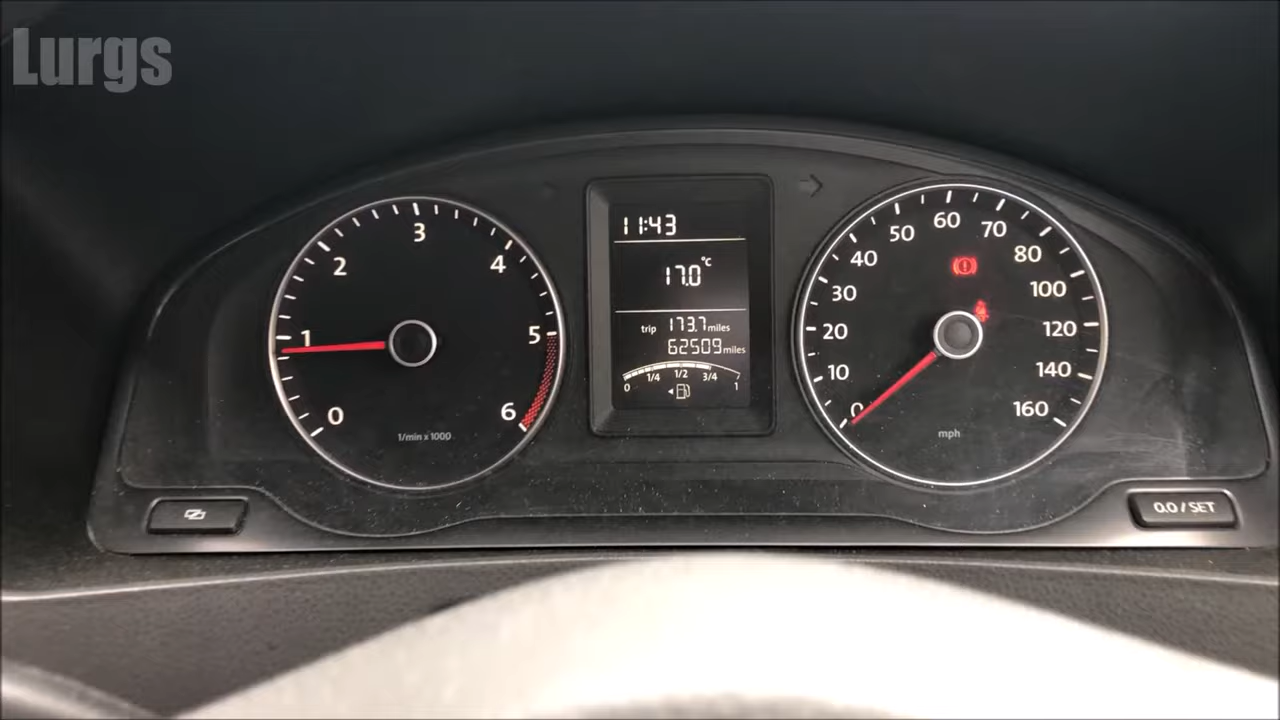 Lurgs
0
1
2
3
4
5
6
1/min x 1000
11:43
17.0 °C
trip 173.7 miles
62509 miles
0 1/4 1/2 3/4 1
0
10
20
30
40
50
60
70
80
100
120
140
160
mph
0.0 / SET